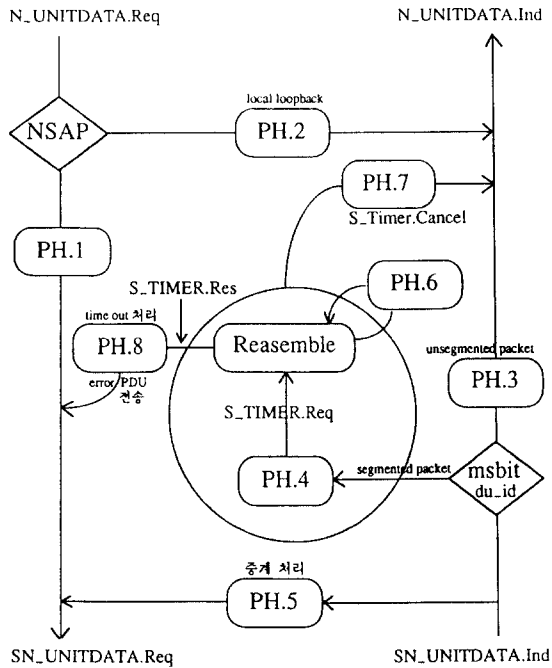 N_UNITDATA.Req
N_UNITDATA.Ind
local loopback
NSAP
PH.2
PH.7
S_Timer.Cancel
PH.1
PH.6
S_TIMER.Res
time out 처리
PH.8
Reasemble
unsegmented packet
PH.3
error PDU
전송
S_TIMER.Req
segmented packet
msbit
du_id
PH.4
중계 처리
PH.5
SN_UNITDATA.Req
SN_UNITDATA.Ind